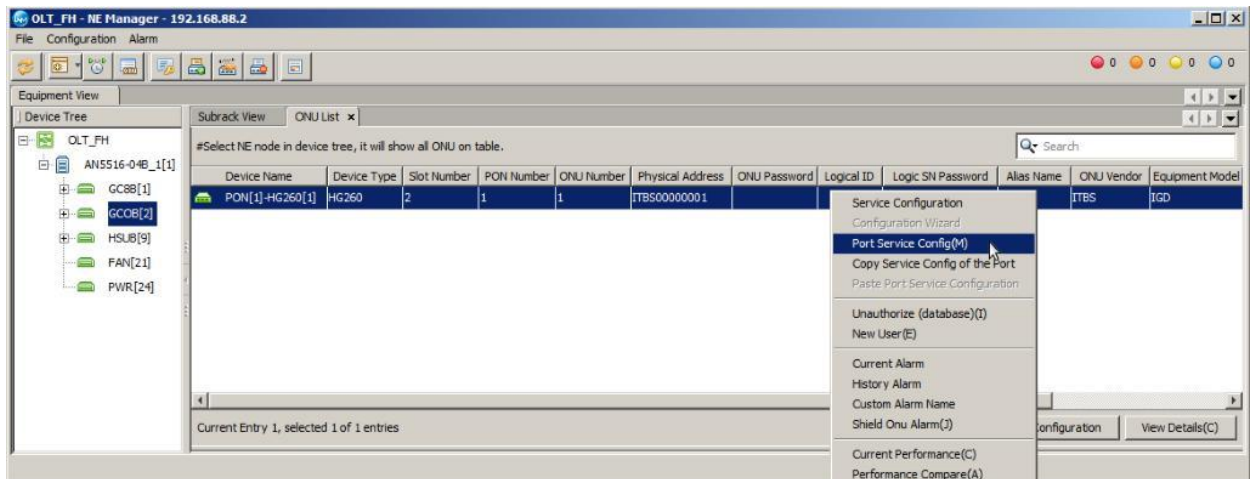 OLT_FH - NE Manager - 192.168.88.2
File Configuration Alarm
0 0 0 0
Equipment View
Device Tree
Subrack View ONU List x
OLT_FH
#Select NE node in device tree, it will show all ONU on table.
Search
AN5516-04B_1[1]
Device Name Device Type Slot Number PON Number ONU Number Physical Address ONU Password Logical ID Logic SN Password Alias Name ONU Vendor Equipment Model
GC8B[1]
PON[1]-HG260[1] HG260 2 1 1 ITBS00000001 ITBS IGD
GCOB[2]
HSUB[9]
FAN[21]
PWR[24]
Service Configuration
Configuration Wizard
Port Service Config(M)
Copy Service Config of the Port
Paste Port Service Configuration
Unauthorize (database)(I)
New User(E)
Current Alarm
History Alarm
Custom Alarm Name
Shield Onu Alarm(J)
Current Performance(C)
Performance Compare(A)
Current Entry 1, selected 1 of 1 entries
onfiguration View Details(C)